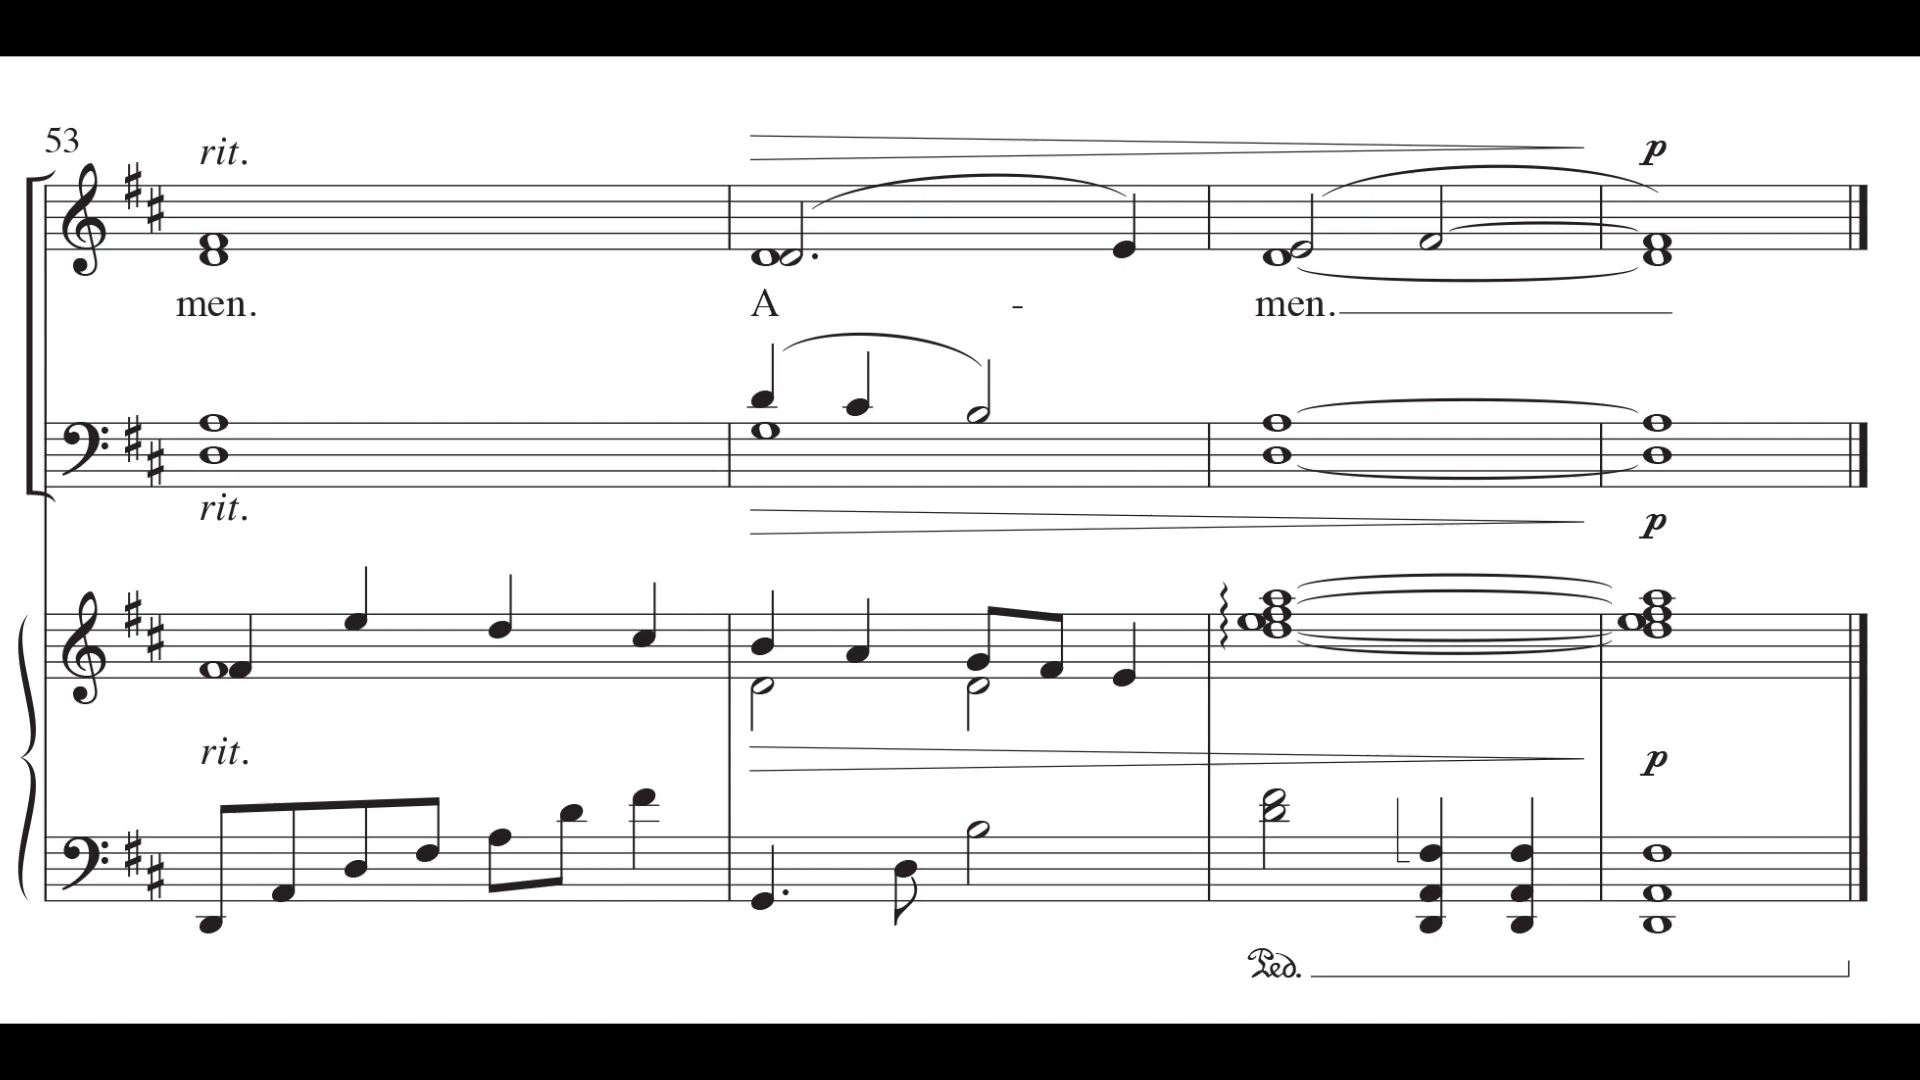 53
rit.
p
men. A - men.
rit.
p
rit.
p
Ped.